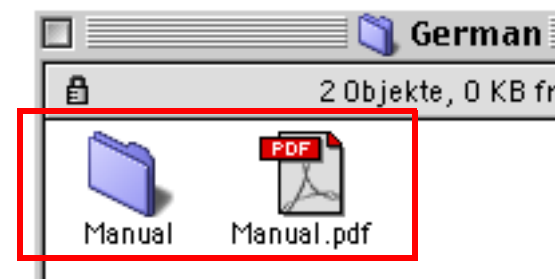 German
2 Objekte, 0 KB fr
PDF
Manual
Manual.pdf